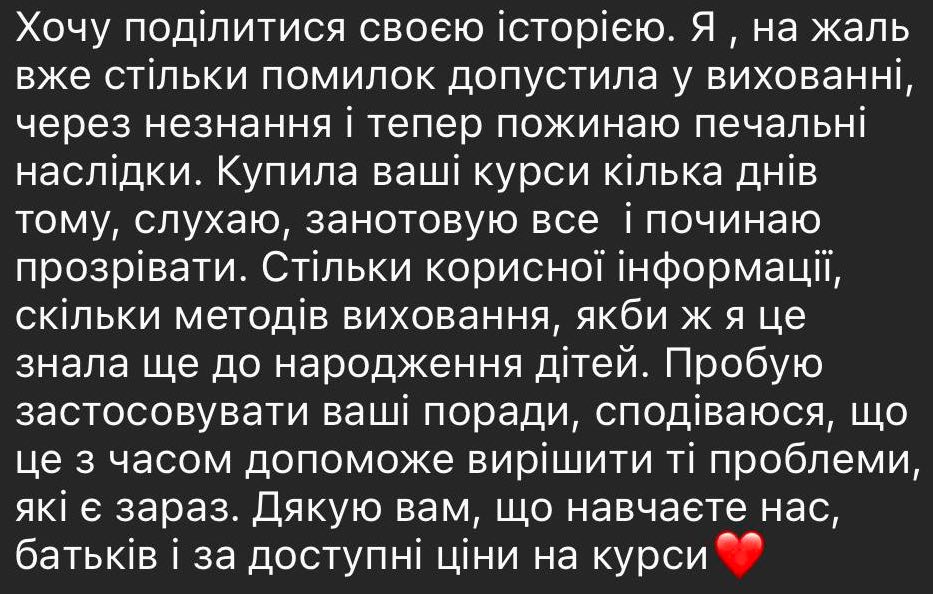 Хочу поділитися своєю історією. Я , на жаль
вже стільки помилок допустила у вихованні,
через незнання і тепер пожинаю печальні
наслідки. Купила ваші курси кілька днів
тому, слухаю, занотовую все  і починаю
прозрівати. Стільки корисної інформації,
скільки методів виховання, якби ж я це
знала ще до народження дітей. Пробую
застосовувати ваші поради, сподіваюся, що
це з часом допоможе вирішити ті проблеми,
які є зараз. Дякую вам, що навчаєте нас,
батьків і за доступні ціни на курси❤️